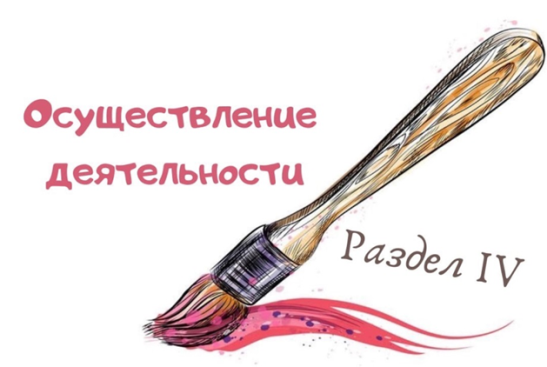 Осуществление
деятельности
Раздел IV